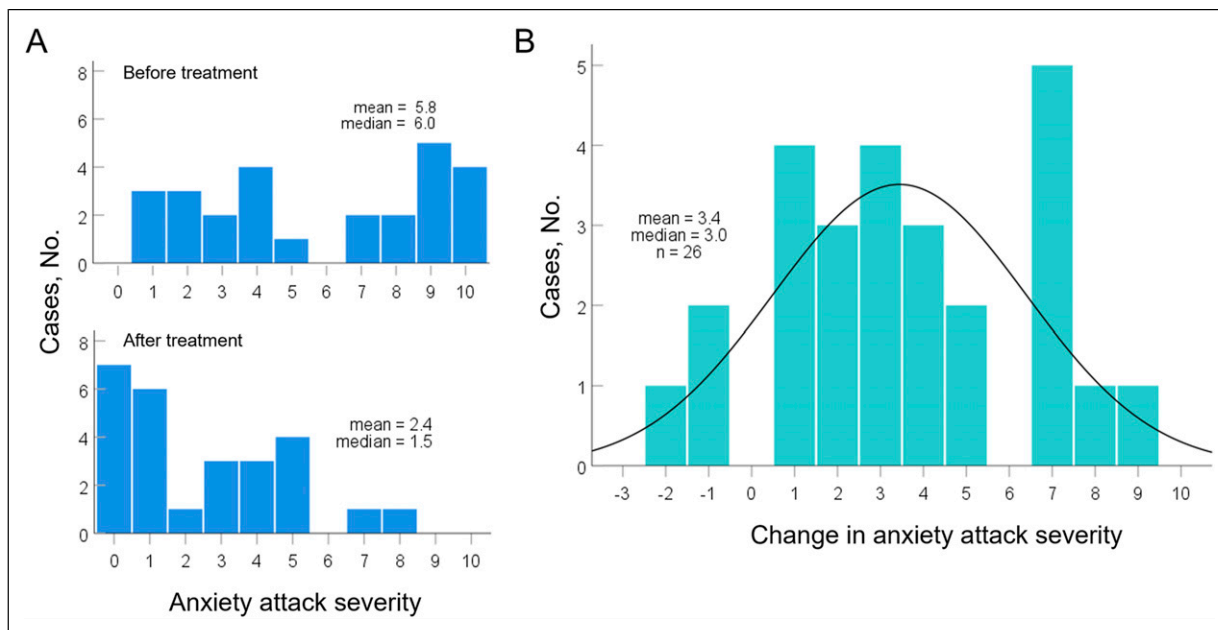 A
Before treatment
mean = 5.8
median = 6.0
8
6
4
2
0
0 1 2 3 4 5 6 7 8 9 10
After treatment
mean = 2.4
median = 1.5
8
6
4
2
0
0 1 2 3 4 5 6 7 8 9 10
Cases, No.
Anxiety attack severity
B
mean = 3.4
median = 3.0
n = 26
5
4
3
2
1
0
-3 -2 -1 0 1 2 3 4 5 6 7 8 9 10
Cases, No.
Change in anxiety attack severity